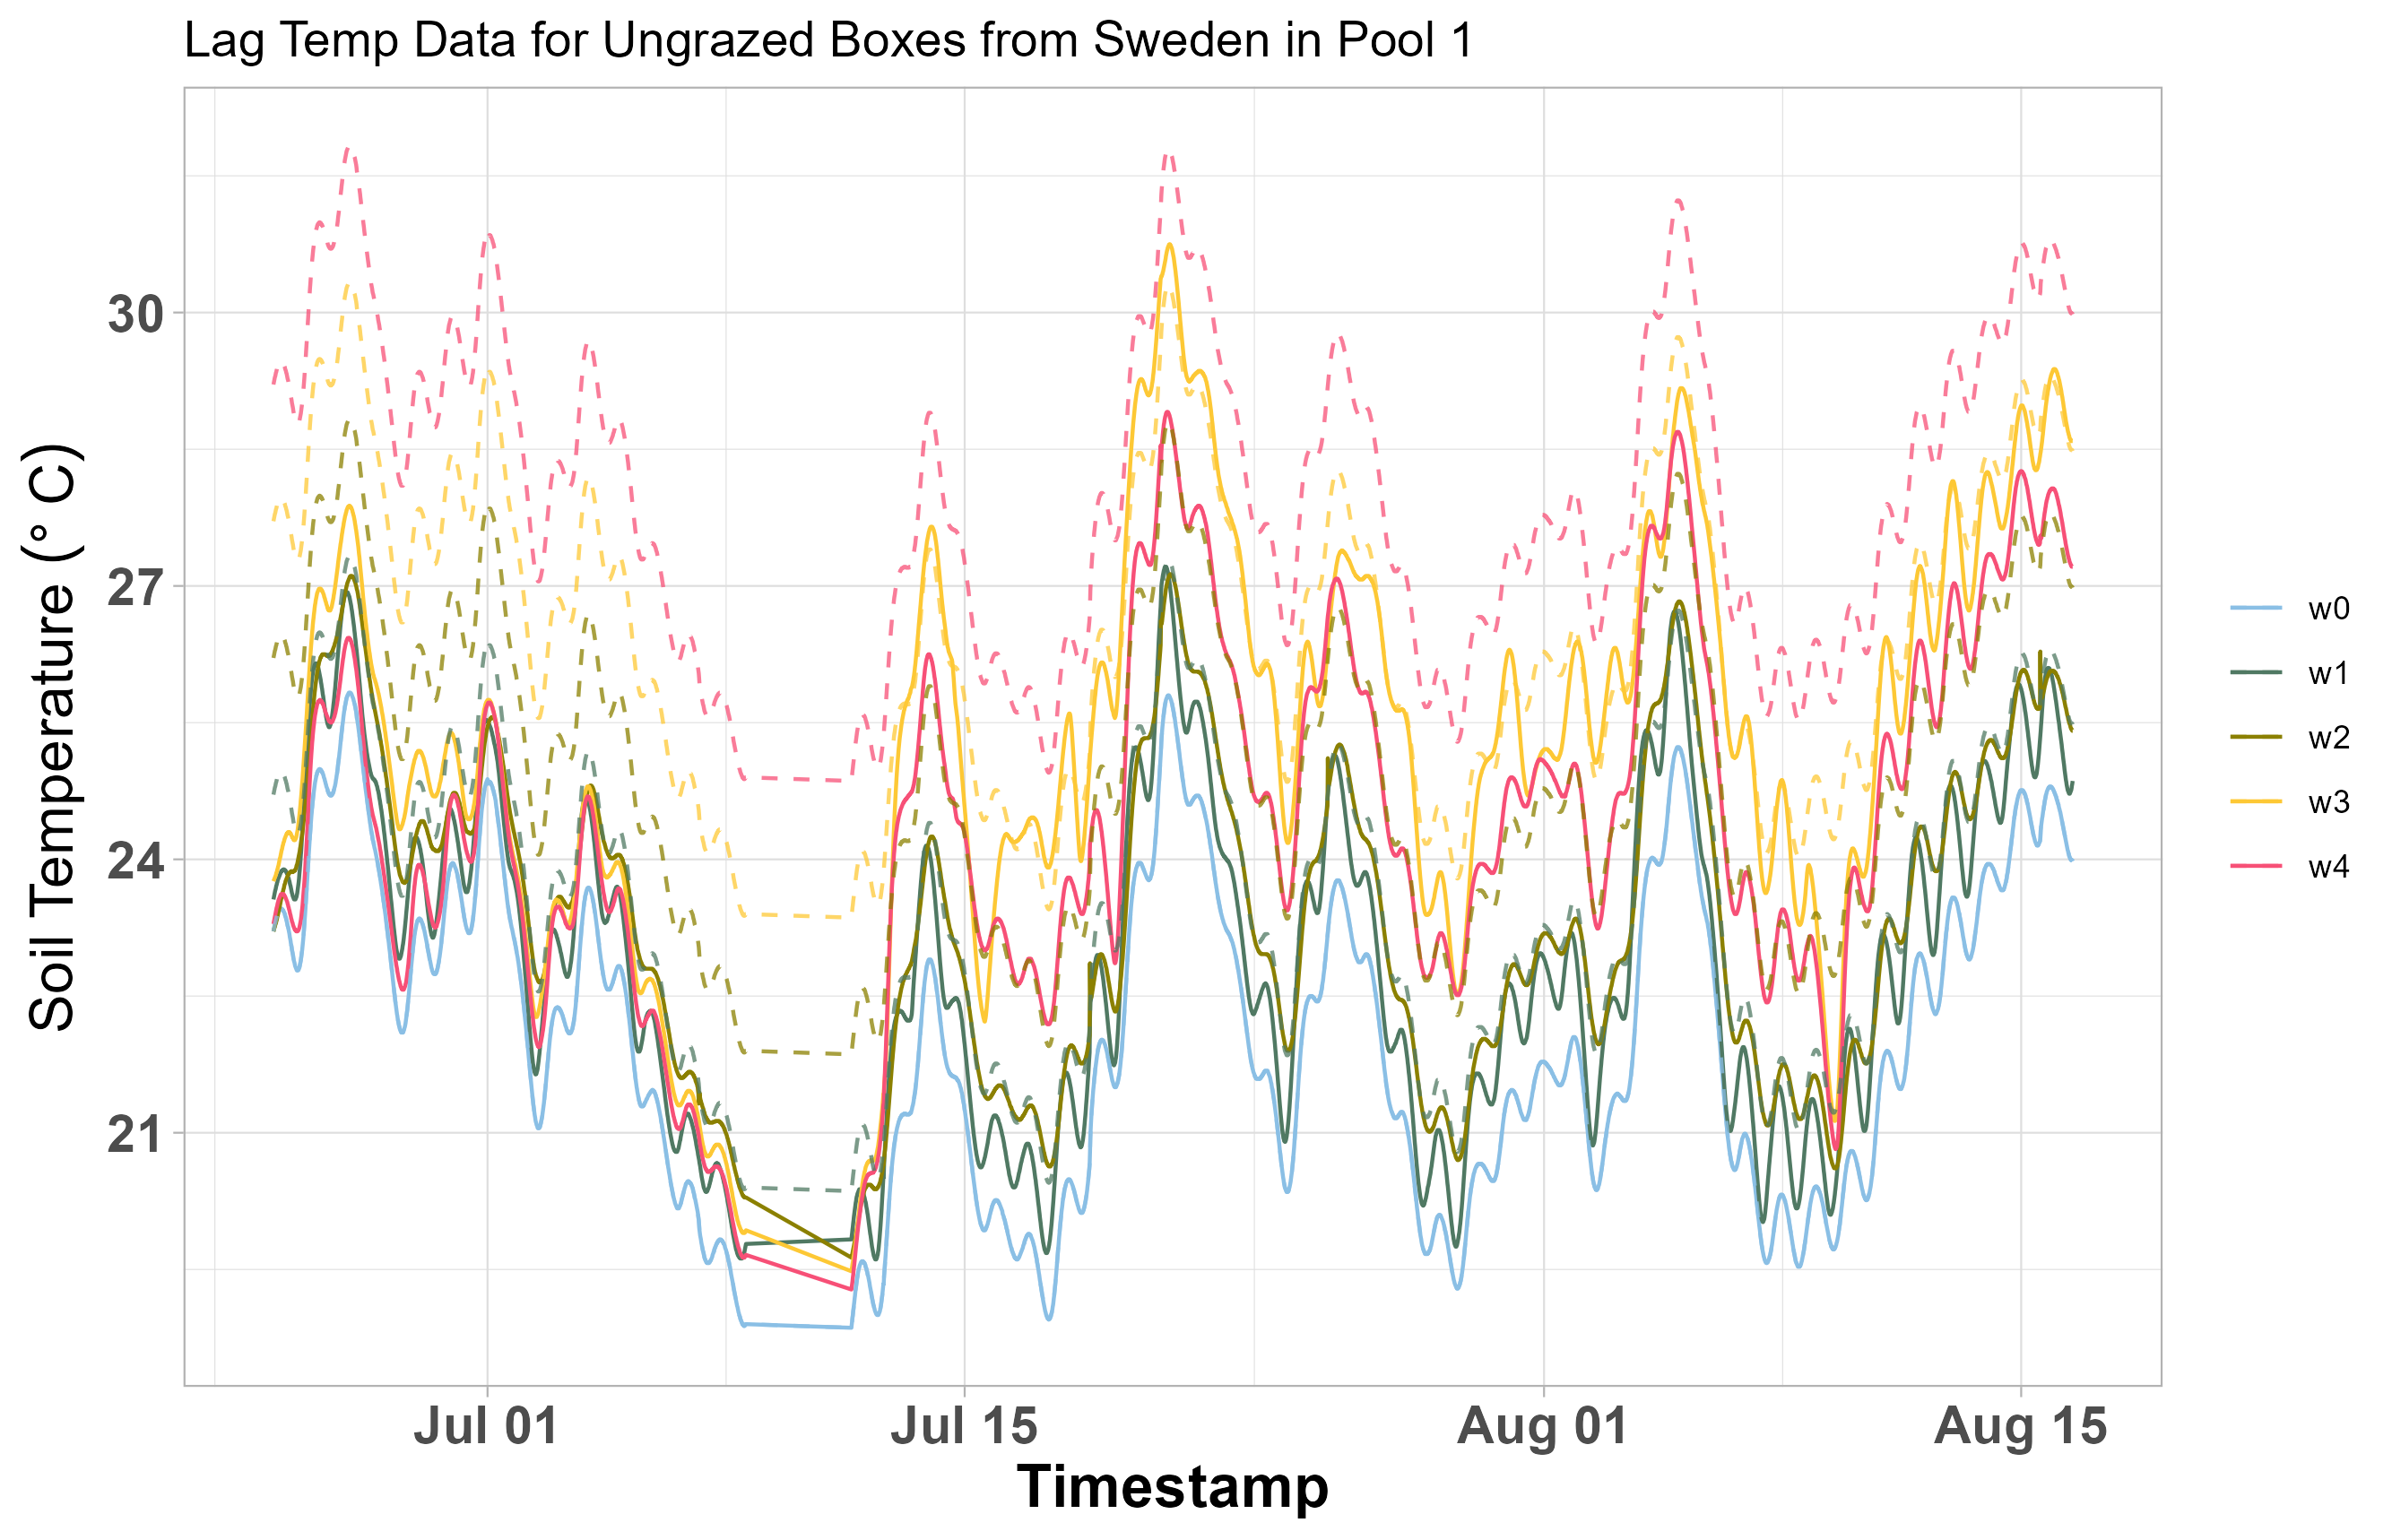 Lag Temp Data for Ungrazed Boxes from Sweden in Pool 1
Soil Temperature (° C)
30
27
24
21
Jul 01
Jul 15
Aug 01
Aug 15
Timestamp
w0
w1
w2
w3
w4